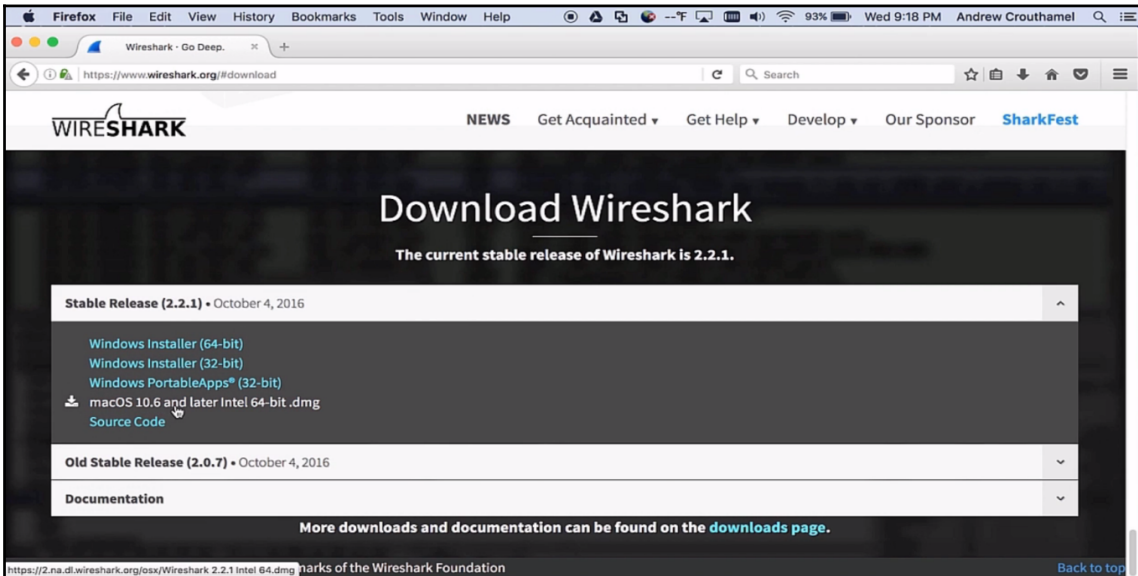 Firefox File Edit View History Bookmarks Tools Window Help --°F 93% Wed 9:18 PM Andrew Crouthamel
Wireshark · Go Deep.
https://www.wireshark.org/#download Search
WIRESHARK NEWS Get Acquainted Get Help Develop Our Sponsor SharkFest
Download Wireshark
The current stable release of Wireshark is 2.2.1.
Stable Release (2.2.1) • October 4, 2016
Windows Installer (64-bit)
Windows Installer (32-bit)
Windows PortableApps® (32-bit)
macOS 10.6 and later Intel 64-bit .dmg
Source Code
Old Stable Release (2.0.7) • October 4, 2016
Documentation
More downloads and documentation can be found on the downloads page.
https://2.na.dl.wireshark.org/osx/Wireshark 2.2.1 Intel 64.dmg marks of the Wireshark Foundation Back to top